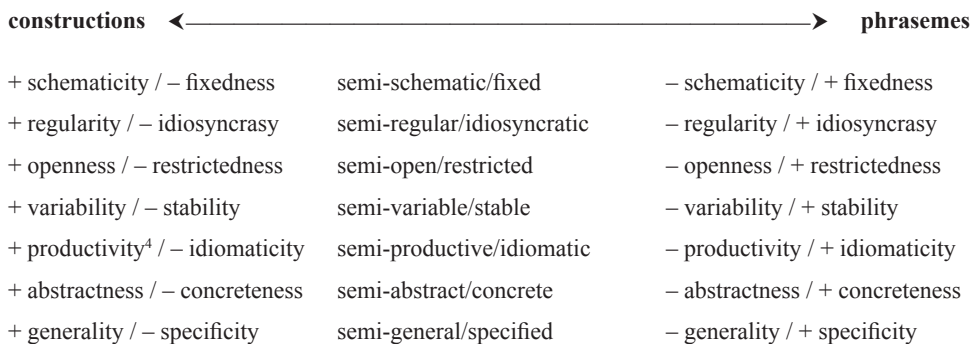 constructions phrasemes
+ schematicity / – fixedness semi-schematic/fixed – schematicity / + fixedness
+ regularity / – idiosyncrasy semi-regular/idiosyncratic – regularity / + idiosyncrasy
+ openness / – restrictedness semi-open/restricted – openness / + restrictedness
+ variability / – stability semi-variable/stable – variability / + stability
+ productivity⁴ / – idiomaticity semi-productive/idiomatic – productivity / + idiomaticity
+ abstractness / – concreteness semi-abstract/concrete – abstractness / + concreteness
+ generality / – specificity semi-general/specified – generality / + specificity